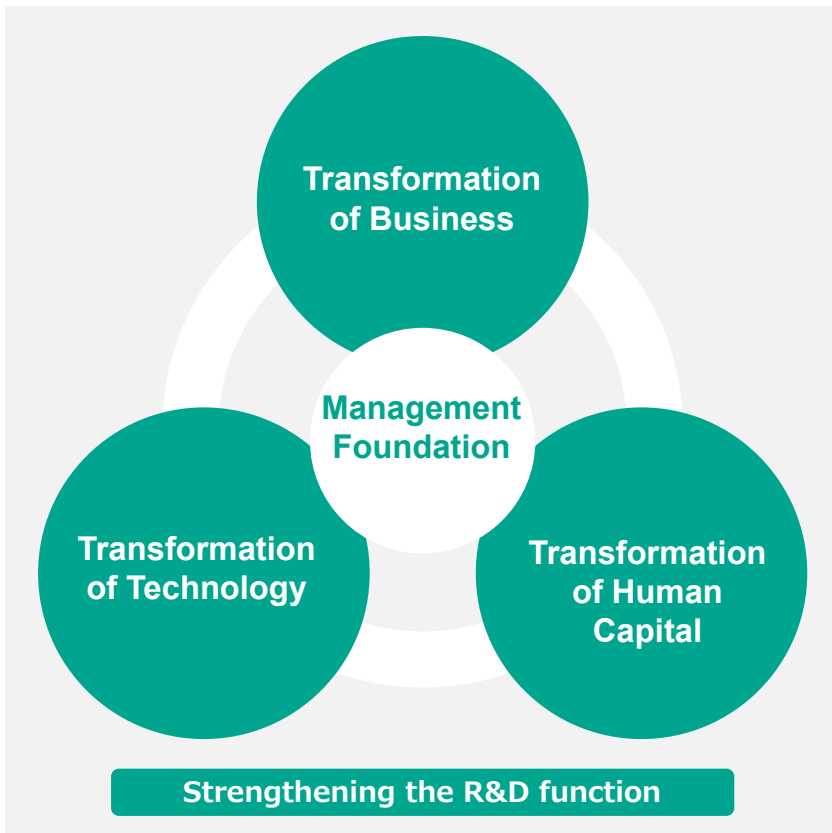 Transformation
of Business
Management
Foundation
Transformation
of Technology
Transformation
of Human
Capital
Strengthening the R&D function